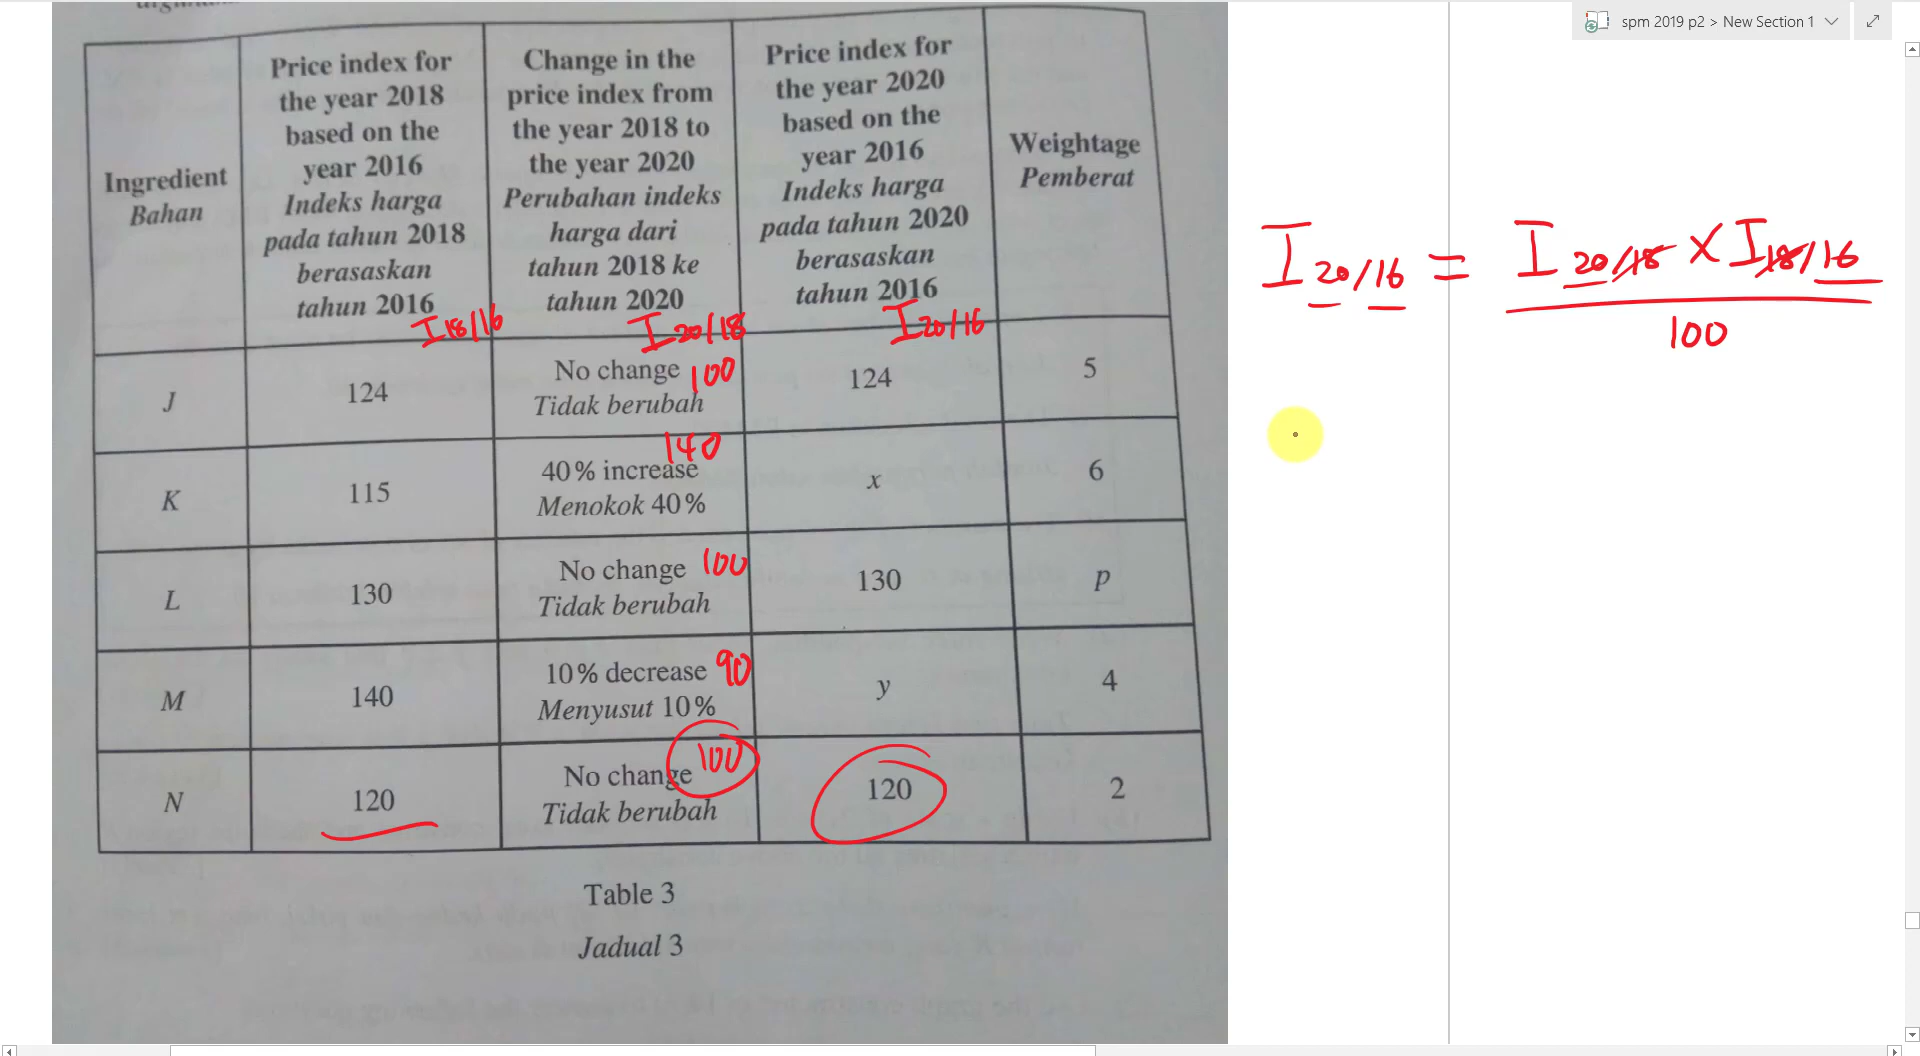 spm 2019 p2 > New Section 1
Ingredient
Bahan
Price index for
the year 2018
based on the
year 2016
Indeks harga
pada tahun 2018
berasaskan
tahun 2016
I 18/16
Change in the
price index from
the year 2018 to
the year 2020
Perubahan indeks
harga dari
tahun 2018 ke
tahun 2020
I 20/18
Price index for
the year 2020
based on the
year 2016
Indeks harga
pada tahun 2020
berasaskan
tahun 2016
I 20/16
Weightage
Pemberat
J
124
No change 100
Tidak berubah
124
5
K
115
140
40% increase
Menokok 40%
x
6
L
130
No change 100
Tidak berubah
130
p
M
140
10% decrease 90
Menyusut 10%
y
4
N
120
No change 100
Tidak berubah
120
2
Table 3
Jadual 3
I 20/16 = I 20/18 × I 18/16
100